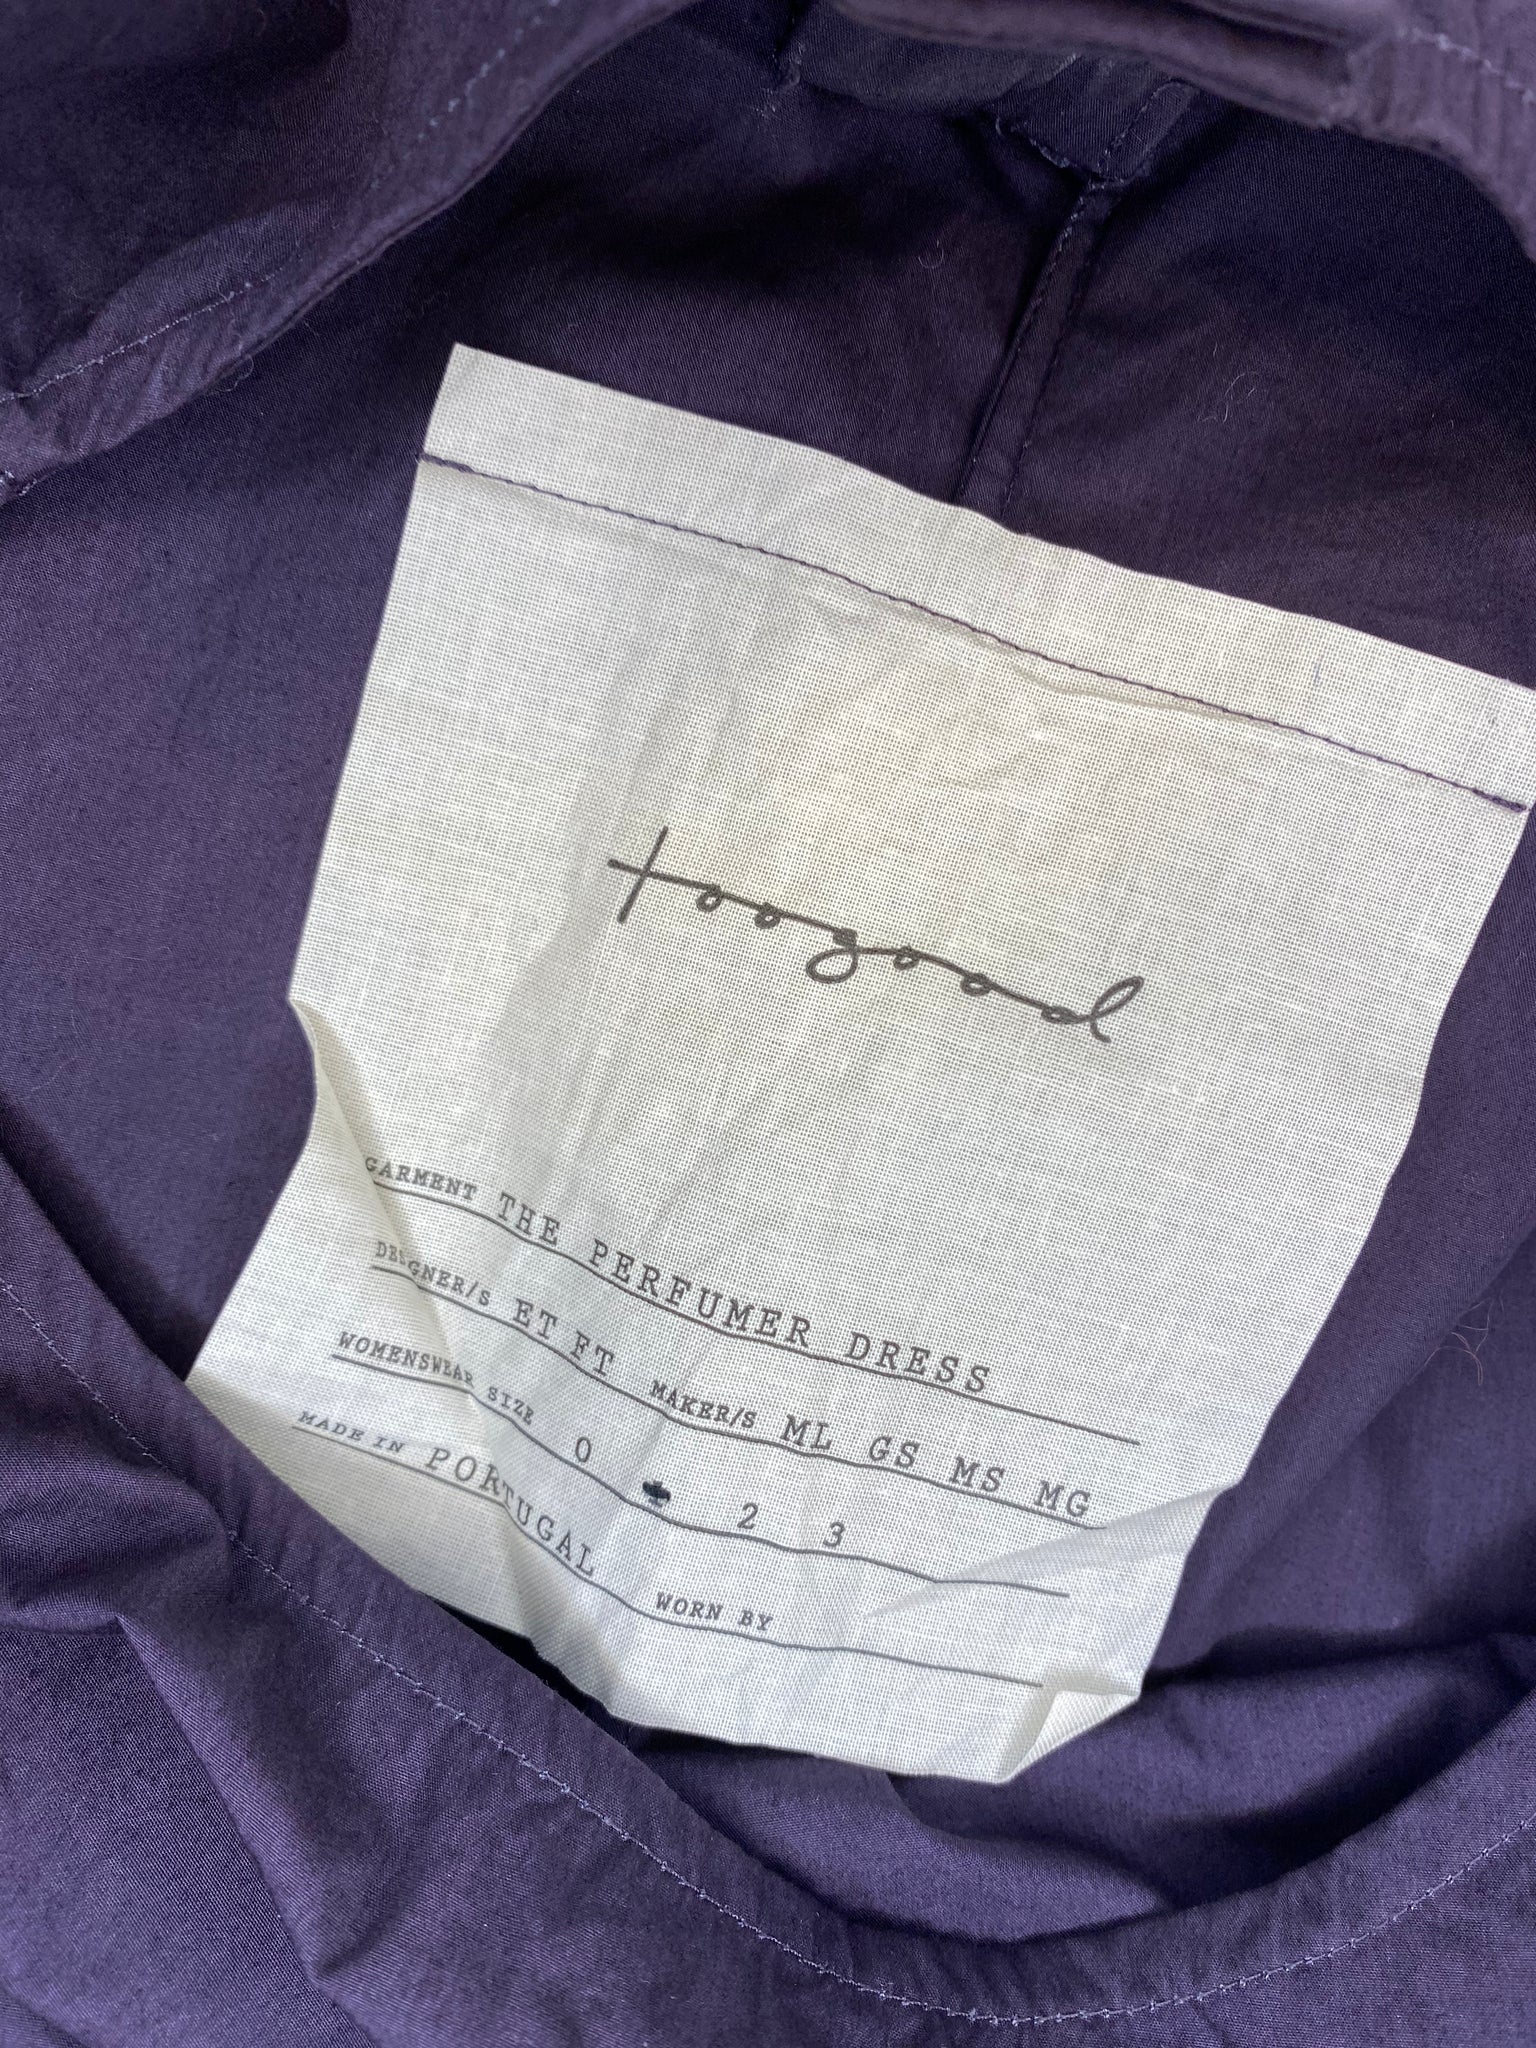 toogood
GARMENT THE PERFUMER DRESS
DESIGNER/S ET FT MAKER/S ML GS MS MG
WOMENSWEAR SIZE 0 2 3
MADE IN PORTUGAL WORN BY